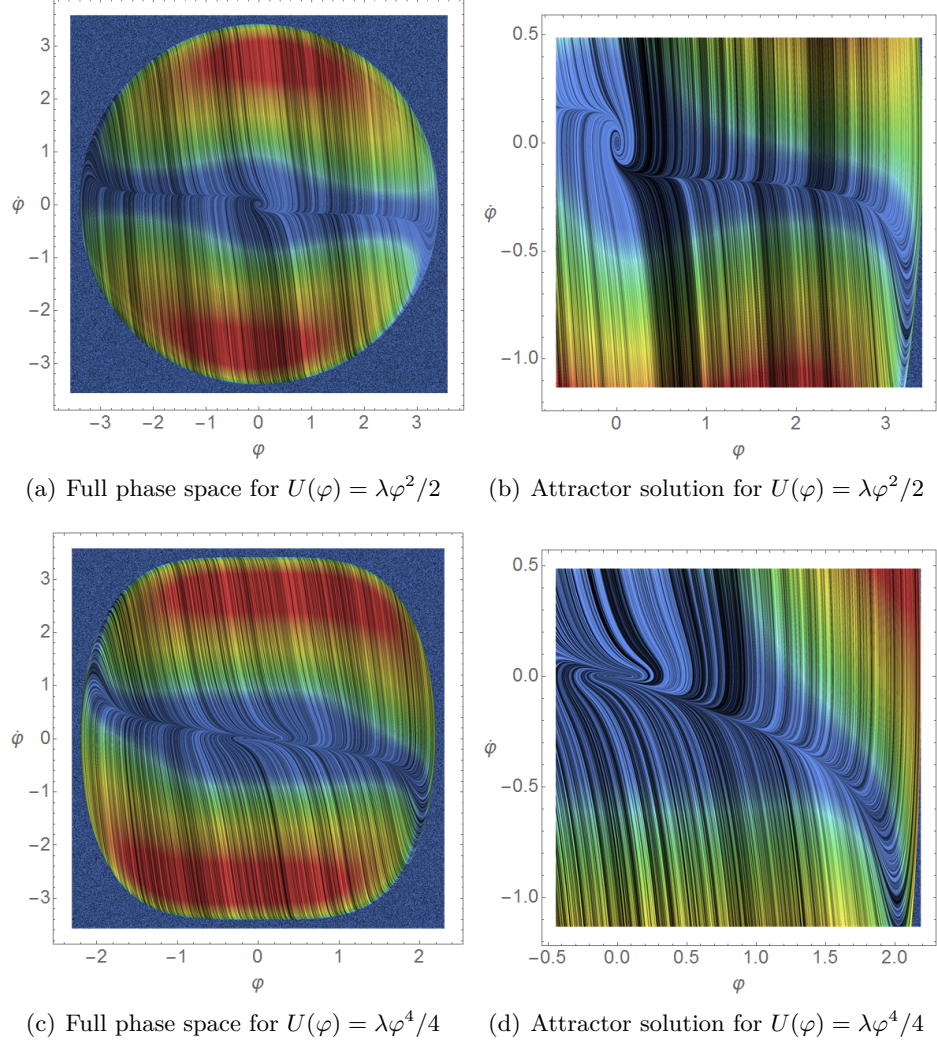 3
2
1
0
−1
−2
−3
φ̇
−3 −2 −1 0 1 2 3
φ
0.5
0.0
−0.5
−1.0
φ̇
0 1 2 3
φ
(a) Full phase space for U(φ) = λφ²/2
(b) Attractor solution for U(φ) = λφ²/2
3
2
1
0
−1
−2
−3
φ̇
−2 −1 0 1 2
φ
0.5
0.0
−0.5
−1.0
φ̇
−0.5 0.0 0.5 1.0 1.5 2.0
φ
(c) Full phase space for U(φ) = λφ⁴/4
(d) Attractor solution for U(φ) = λφ⁴/4